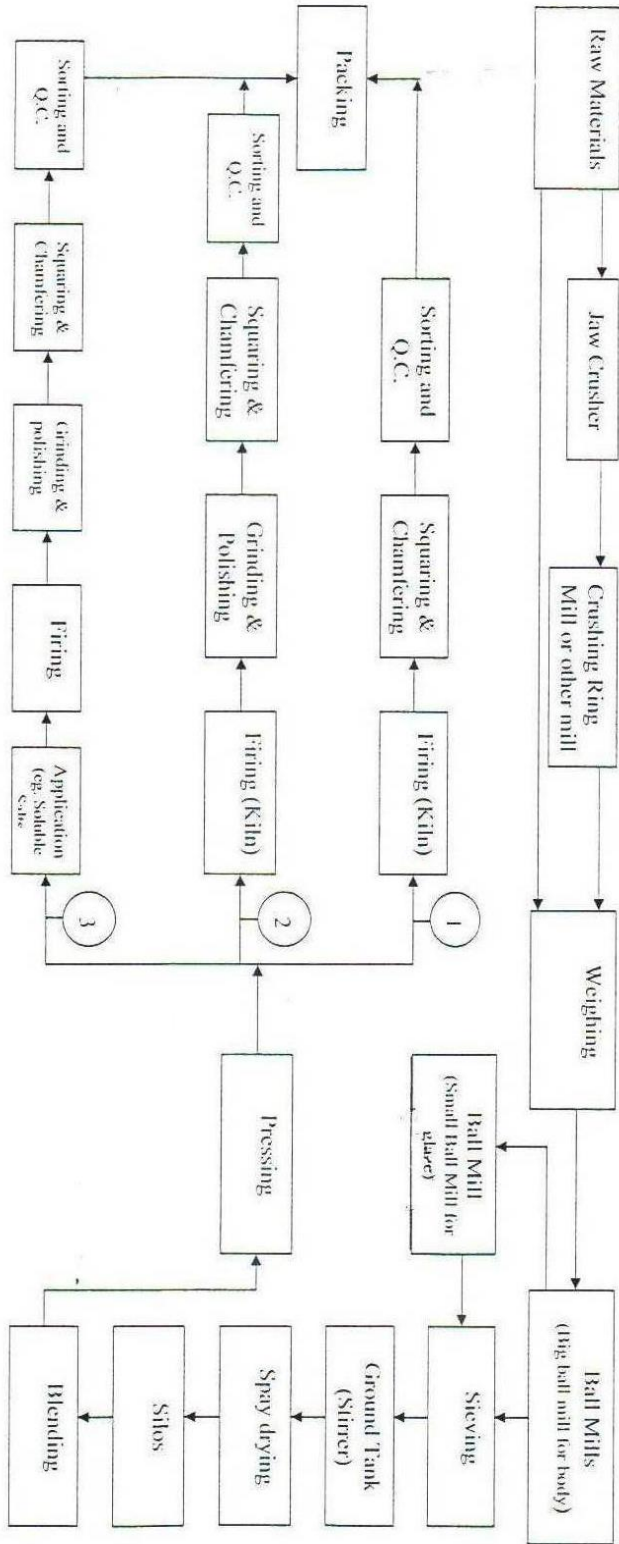 Raw Materials
Jaw Crusher
Crushing Ring
Mill or other mill
Weighing
Ball Mills
(Big ball mill for body)
Ball Mill
(Small Ball Mill for
glaze)
Sieving
Ground Tank
(Stirrer)
Spay drying
Silos
Blending
Pressing
1
Firing (Kiln)
Squaring &
Chamfering
Sorting and
Q.C.
Packing
2
Firing (Kiln)
Grinding &
Polishing
Squaring &
Chamfering
Sorting and
Q.C.
3
Application
(eg. Soluble
Firing
Grinding &
polishing
Squaring &
Chamfering
Sorting and
Q.C.